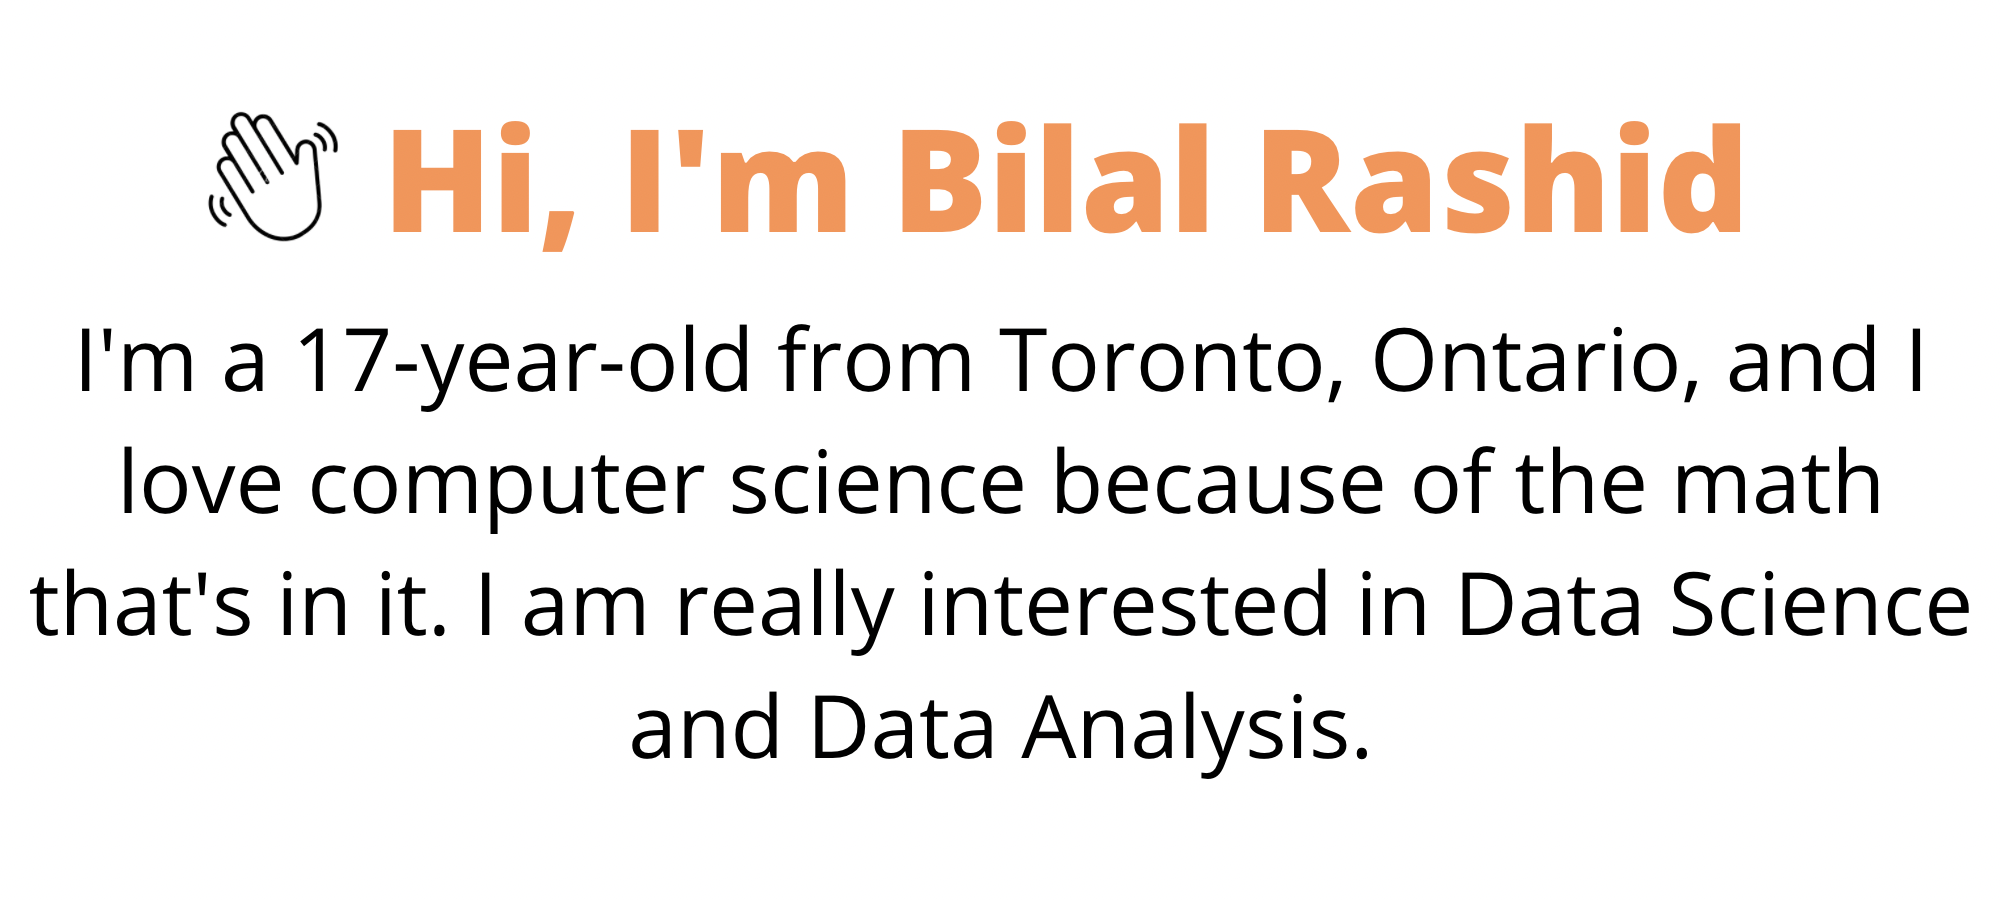 Hi, I'm Bilal Rashid
I'm a 17-year-old from Toronto, Ontario, and I
love computer science because of the math
that's in it. I am really interested in Data Science
and Data Analysis.